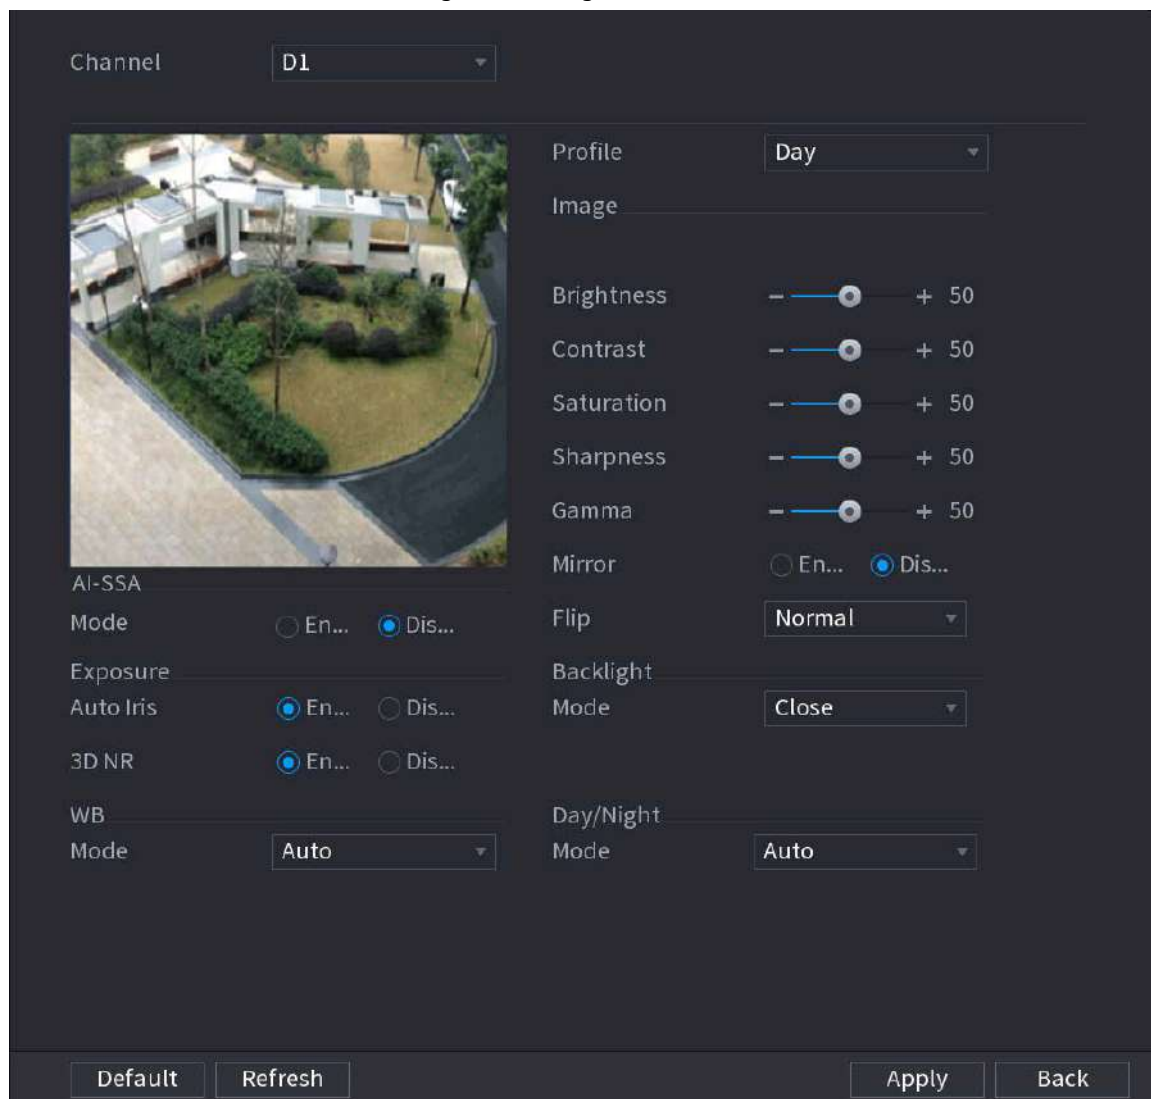 Channel D1
Profile Day
Image
Brightness - + 50
Contrast - + 50
Saturation - + 50
Sharpness - + 50
Gamma - + 50
Mirror En... Dis...
Flip Normal
Backlight
Mode Close
Day/Night
Mode Auto
AI-SSA
Mode En... Dis...
Exposure
Auto Iris En... Dis...
3D NR En... Dis...
WB
Mode Auto
Default Refresh Apply Back